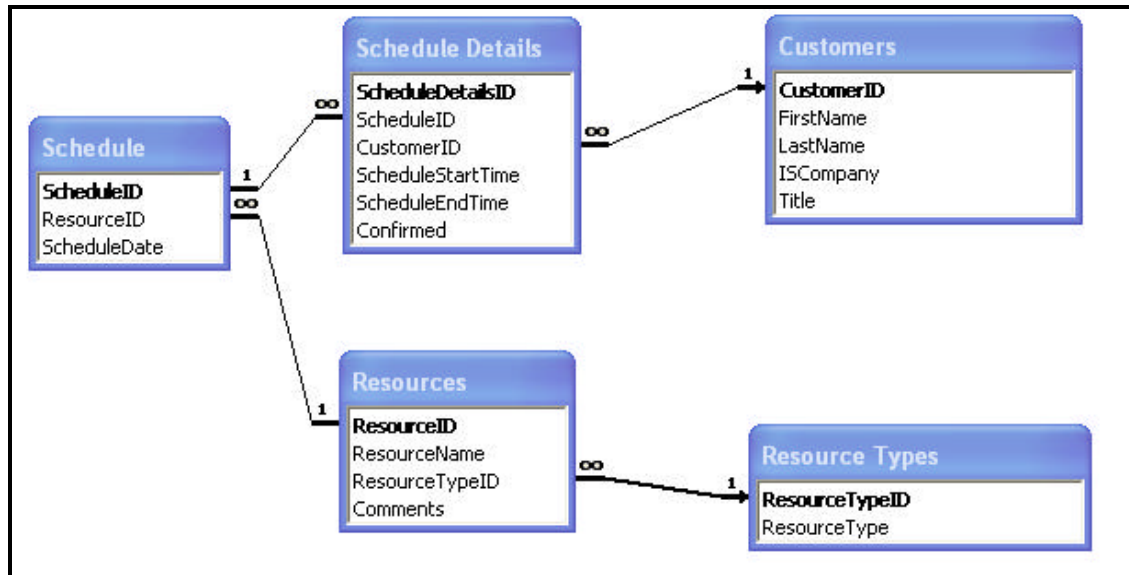 Schedule
ScheduleID
ResourceID
ScheduleDate
1
∞
∞
Schedule Details
ScheduleDetailsID
ScheduleID
CustomerID
ScheduleStartTime
ScheduleEndTime
Confirmed
∞
1
Customers
CustomerID
FirstName
LastName
ISCompany
Title
1
Resources
ResourceID
ResourceName
ResourceTypeID
Comments
∞
1
Resource Types
ResourceTypeID
ResourceType